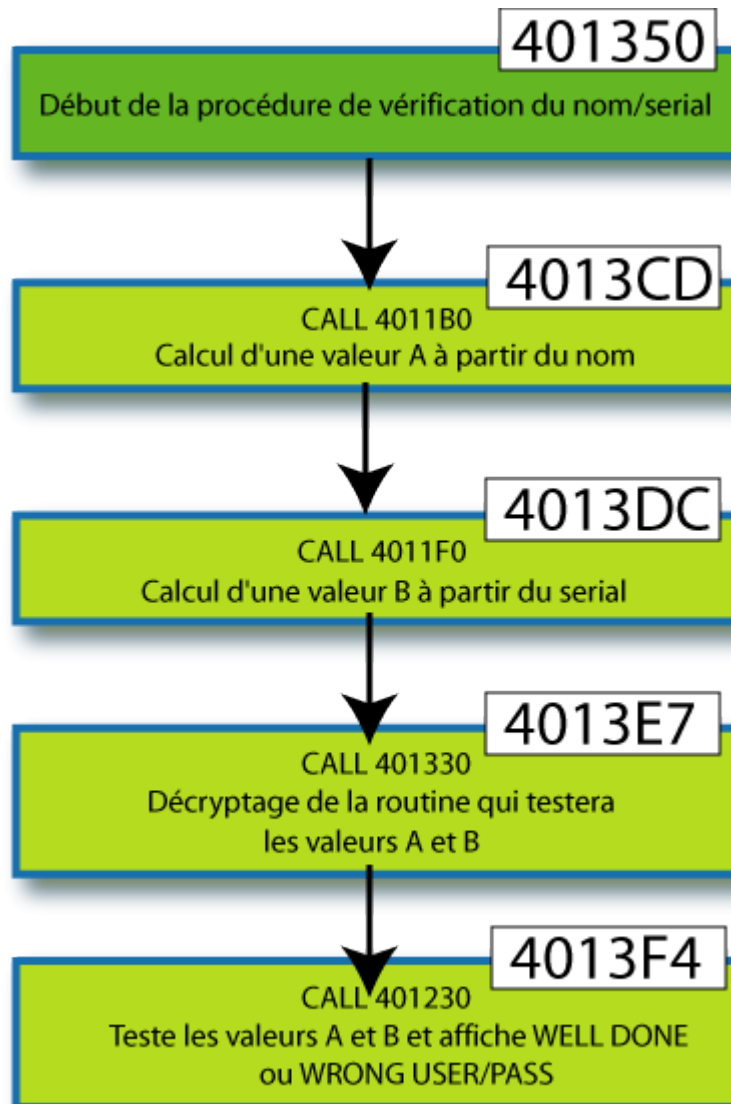 401350
Début de la procédure de vérification du nom/serial
4013CD
CALL 4011B0
Calcul d'une valeur A à partir du nom
4013DC
CALL 4011F0
Calcul d'une valeur B à partir du serial
4013E7
CALL 401330
Décryptage de la routine qui testera
les valeurs A et B
4013F4
CALL 401230
Teste les valeurs A et B et affiche WELL DONE
ou WRONG USER/PASS